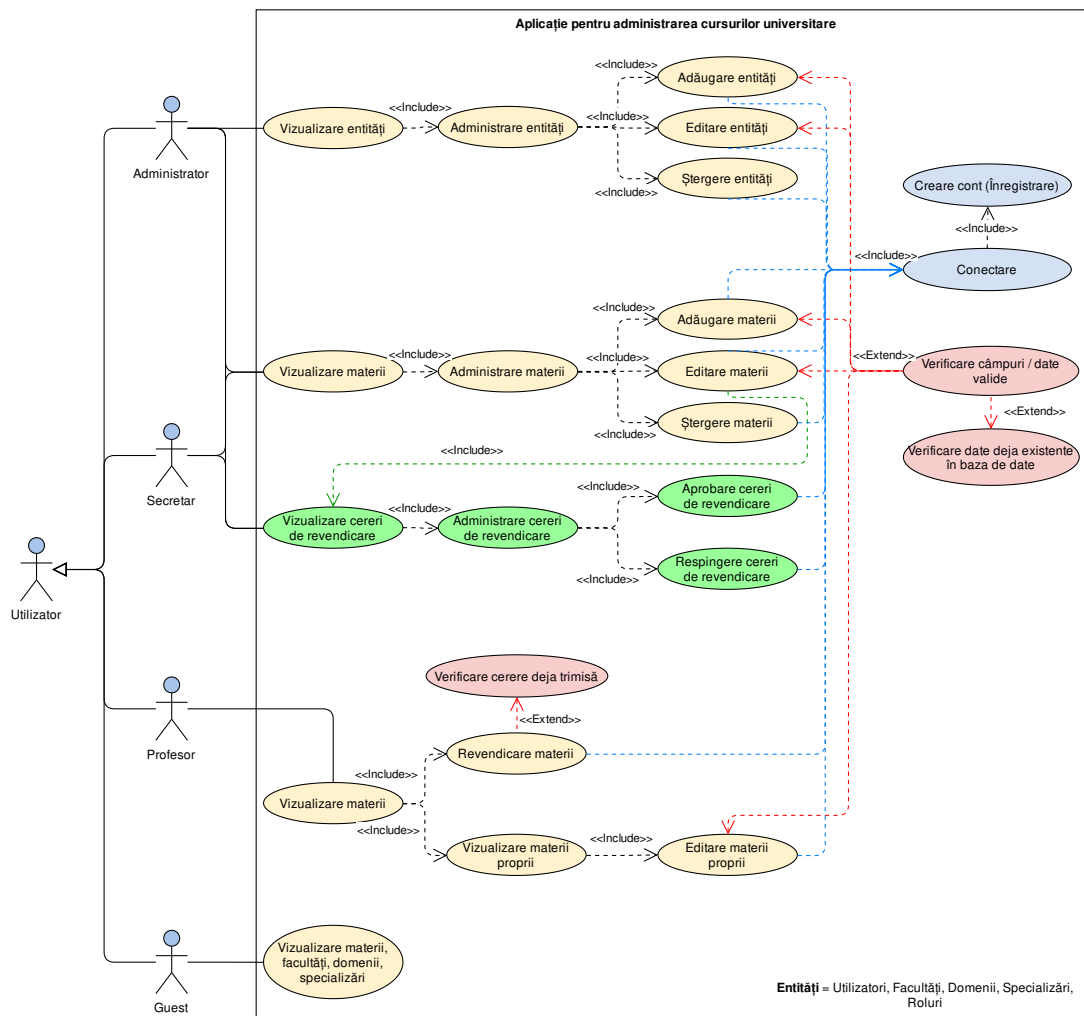 Aplicație pentru administrarea cursurilor universitare
<<Include>>
Adăugare entități
<<Include>>
Vizualizare entități
Administrare entități
<<Include>>
Editare entități
Administrator
Ștergere entități
<<Include>>
Creare cont (Înregistrare)
<<Include>>
<<Include>>
Conectare
<<Include>>
Adăugare materii
<<Include>>
Vizualizare materii
Administrare materii
<<Include>>
Editare materii
<<Extend>>
Verificare câmpuri / date
valide
<<Include>>
Ștergere materii
<<Extend>>
Verificare date deja existente
în baza de date
<<Include>>
Secretar
<<Include>>
Aprobare cereri
de revendicare
<<Include>>
Vizualizare cereri
de revendicare
Administrare cereri
de revendicare
<<Include>>
Respingere cereri
de revendicare
Utilizator
Verificare cerere deja trimisă
<<Extend>>
Profesor
Revendicare materii
<<Include>>
Vizualizare materii
<<Include>>
Vizualizare materii
proprii
<<Include>>
Editare materii
proprii
Vizualizare materii,
facultăți, domenii,
specializări
Guest
Entități = Utilizatori, Facultăți, Domenii, Specializări,
Roluri